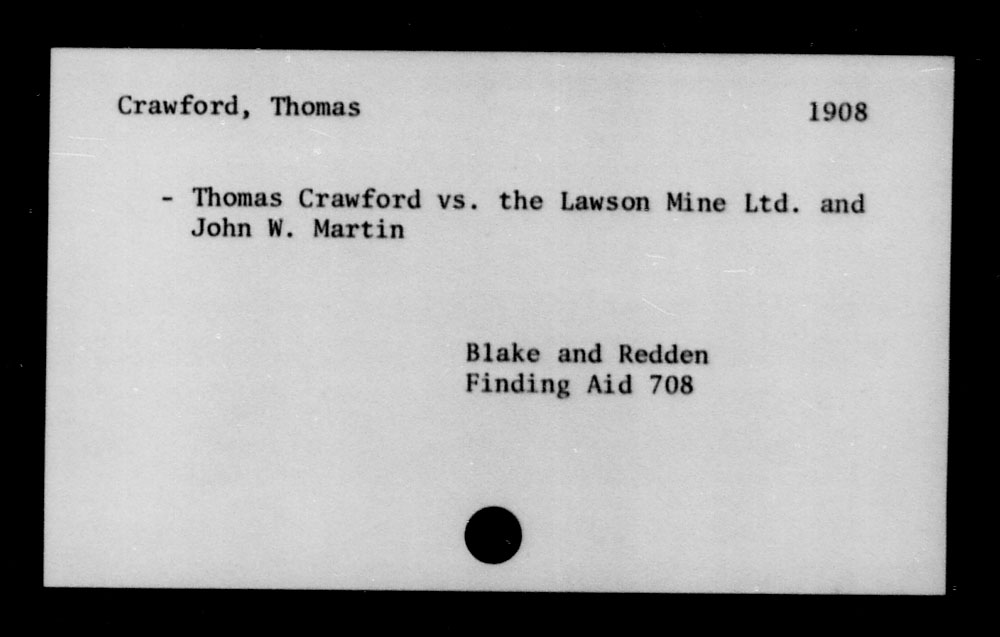 Crawford, Thomas 1908
- Thomas Crawford vs. the Lawson Mine Ltd. and
John W. Martin
Blake and Redden
Finding Aid 708